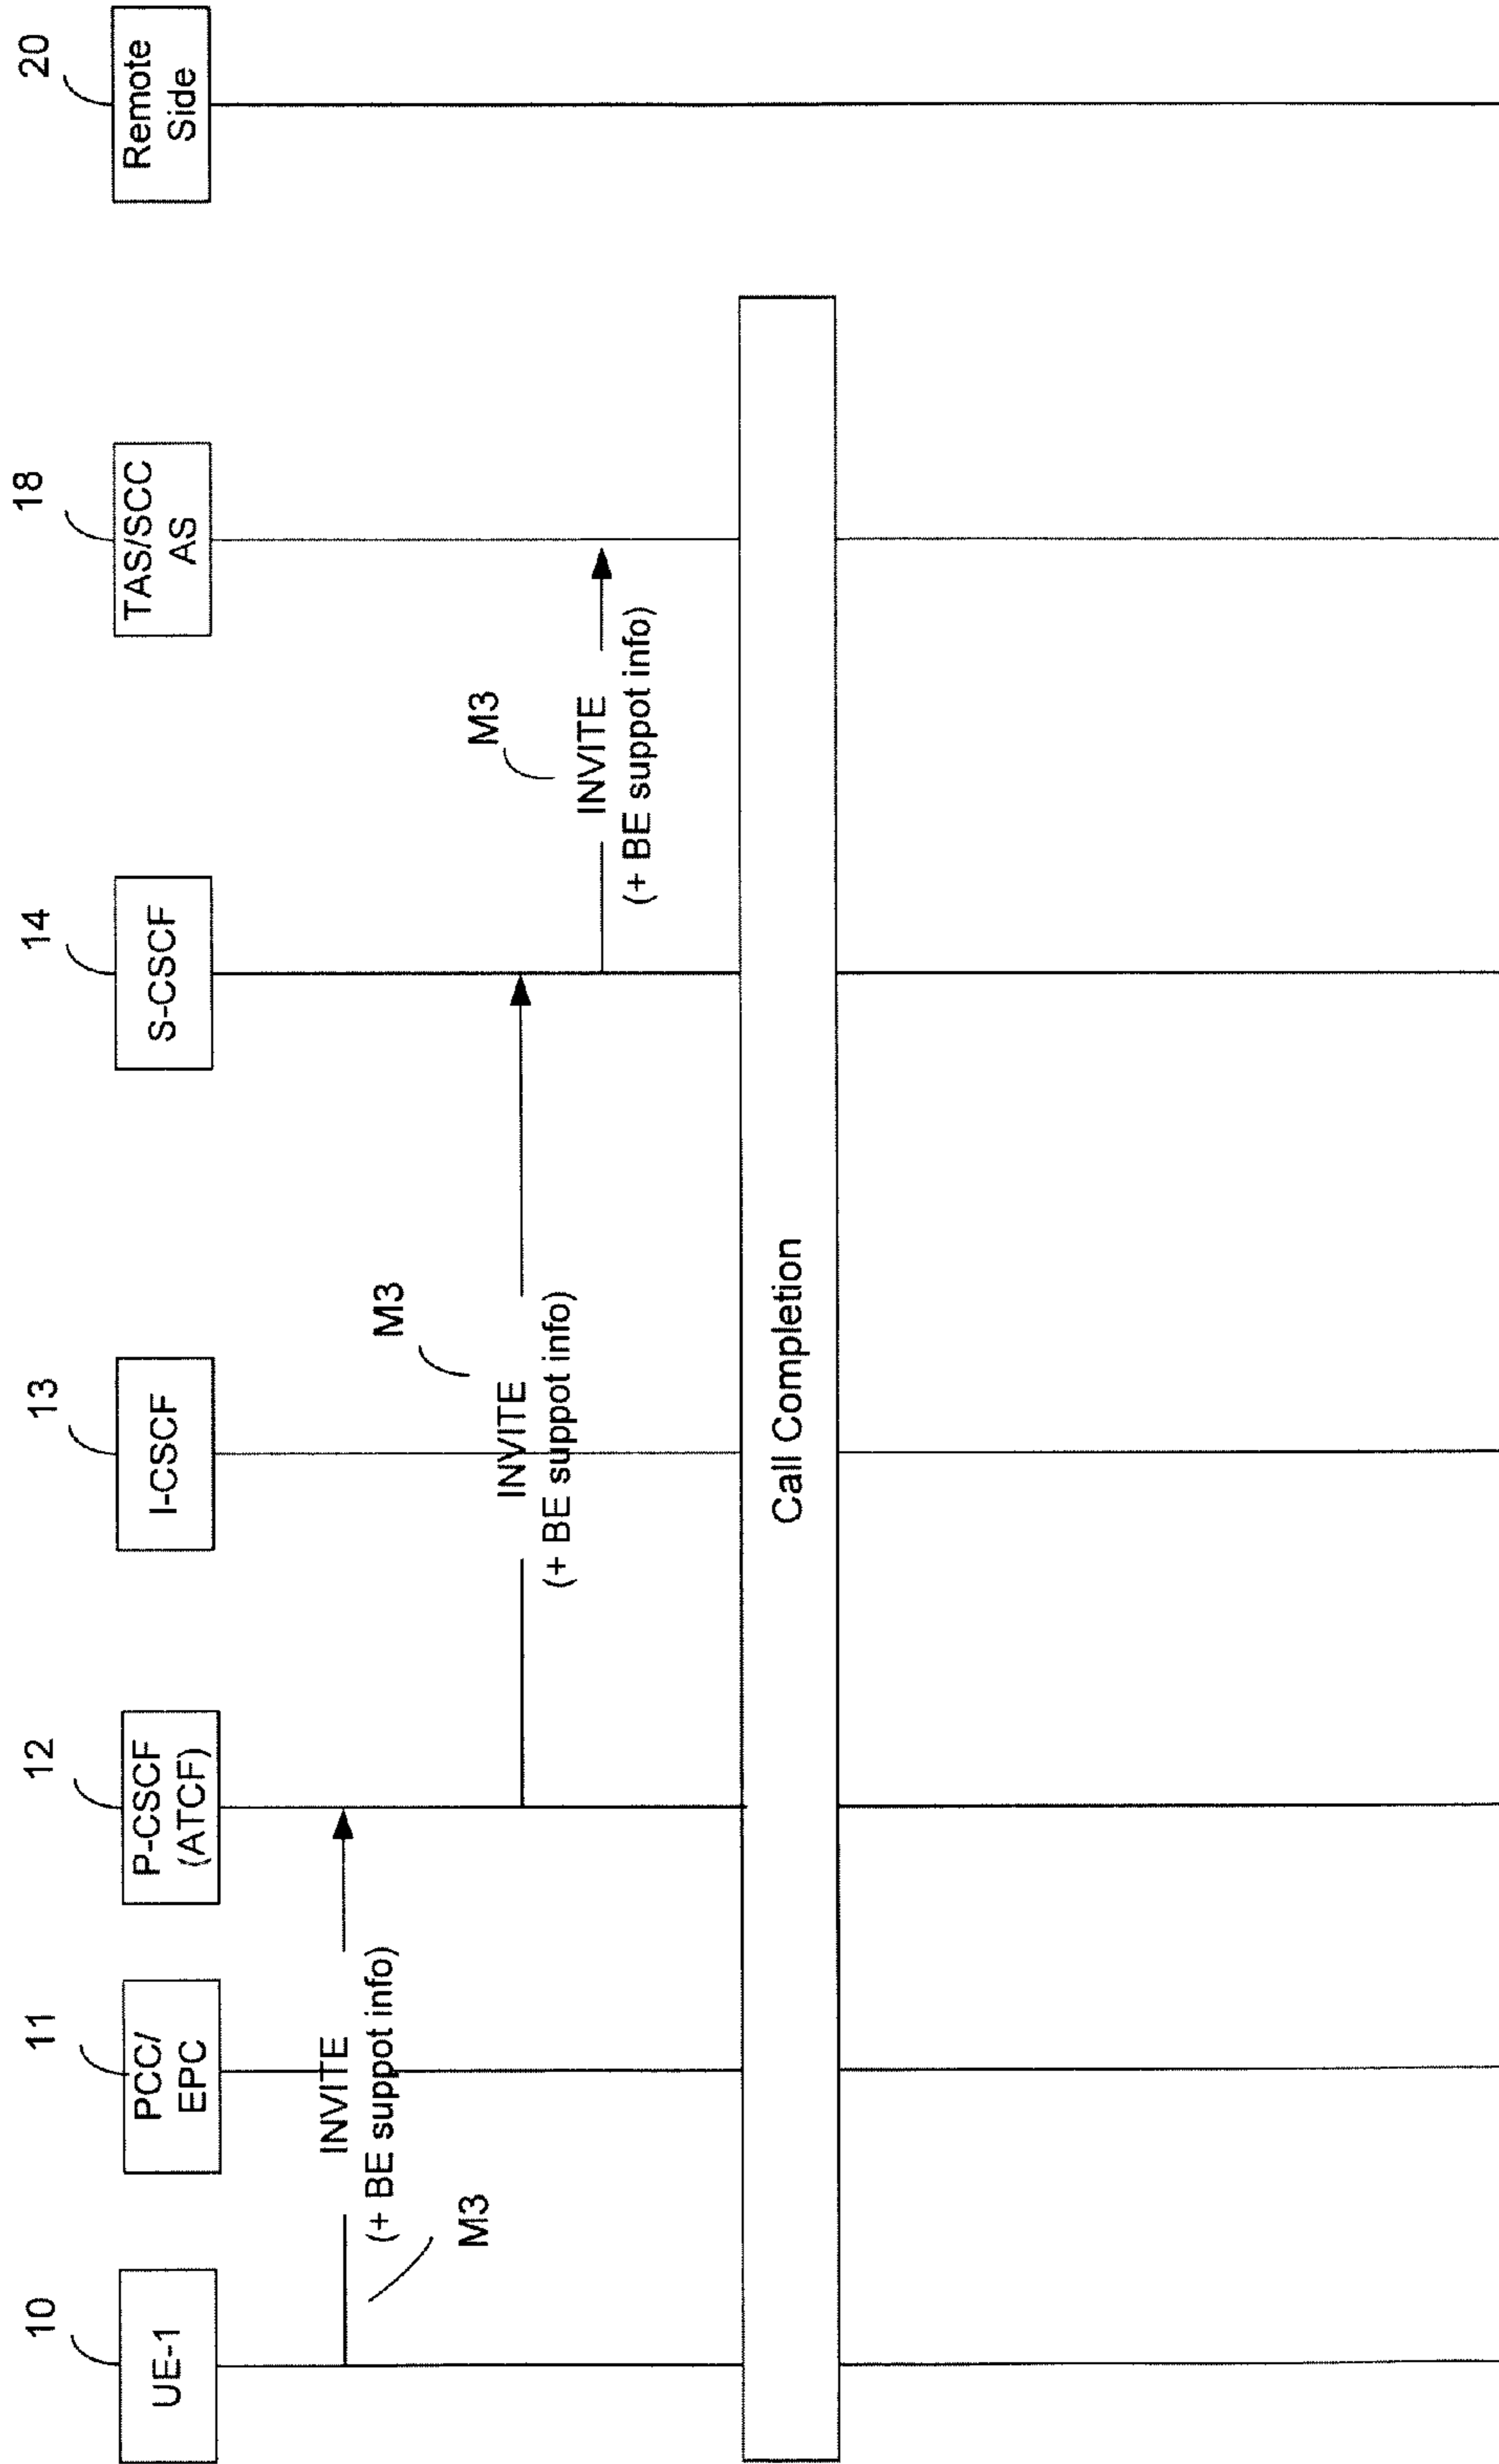 10
11
12
13
14
18
20
UE-1
PCC/
EPC
P-CSCF
(ATCF)
I-CSCF
S-CSCF
TAS/SCC
AS
Remote
Side
INVITE
(+ BE suppot info)
M3
M3
INVITE
(+ BE suppot info)
M3
INVITE
(+ BE suppot info)
Call Completion